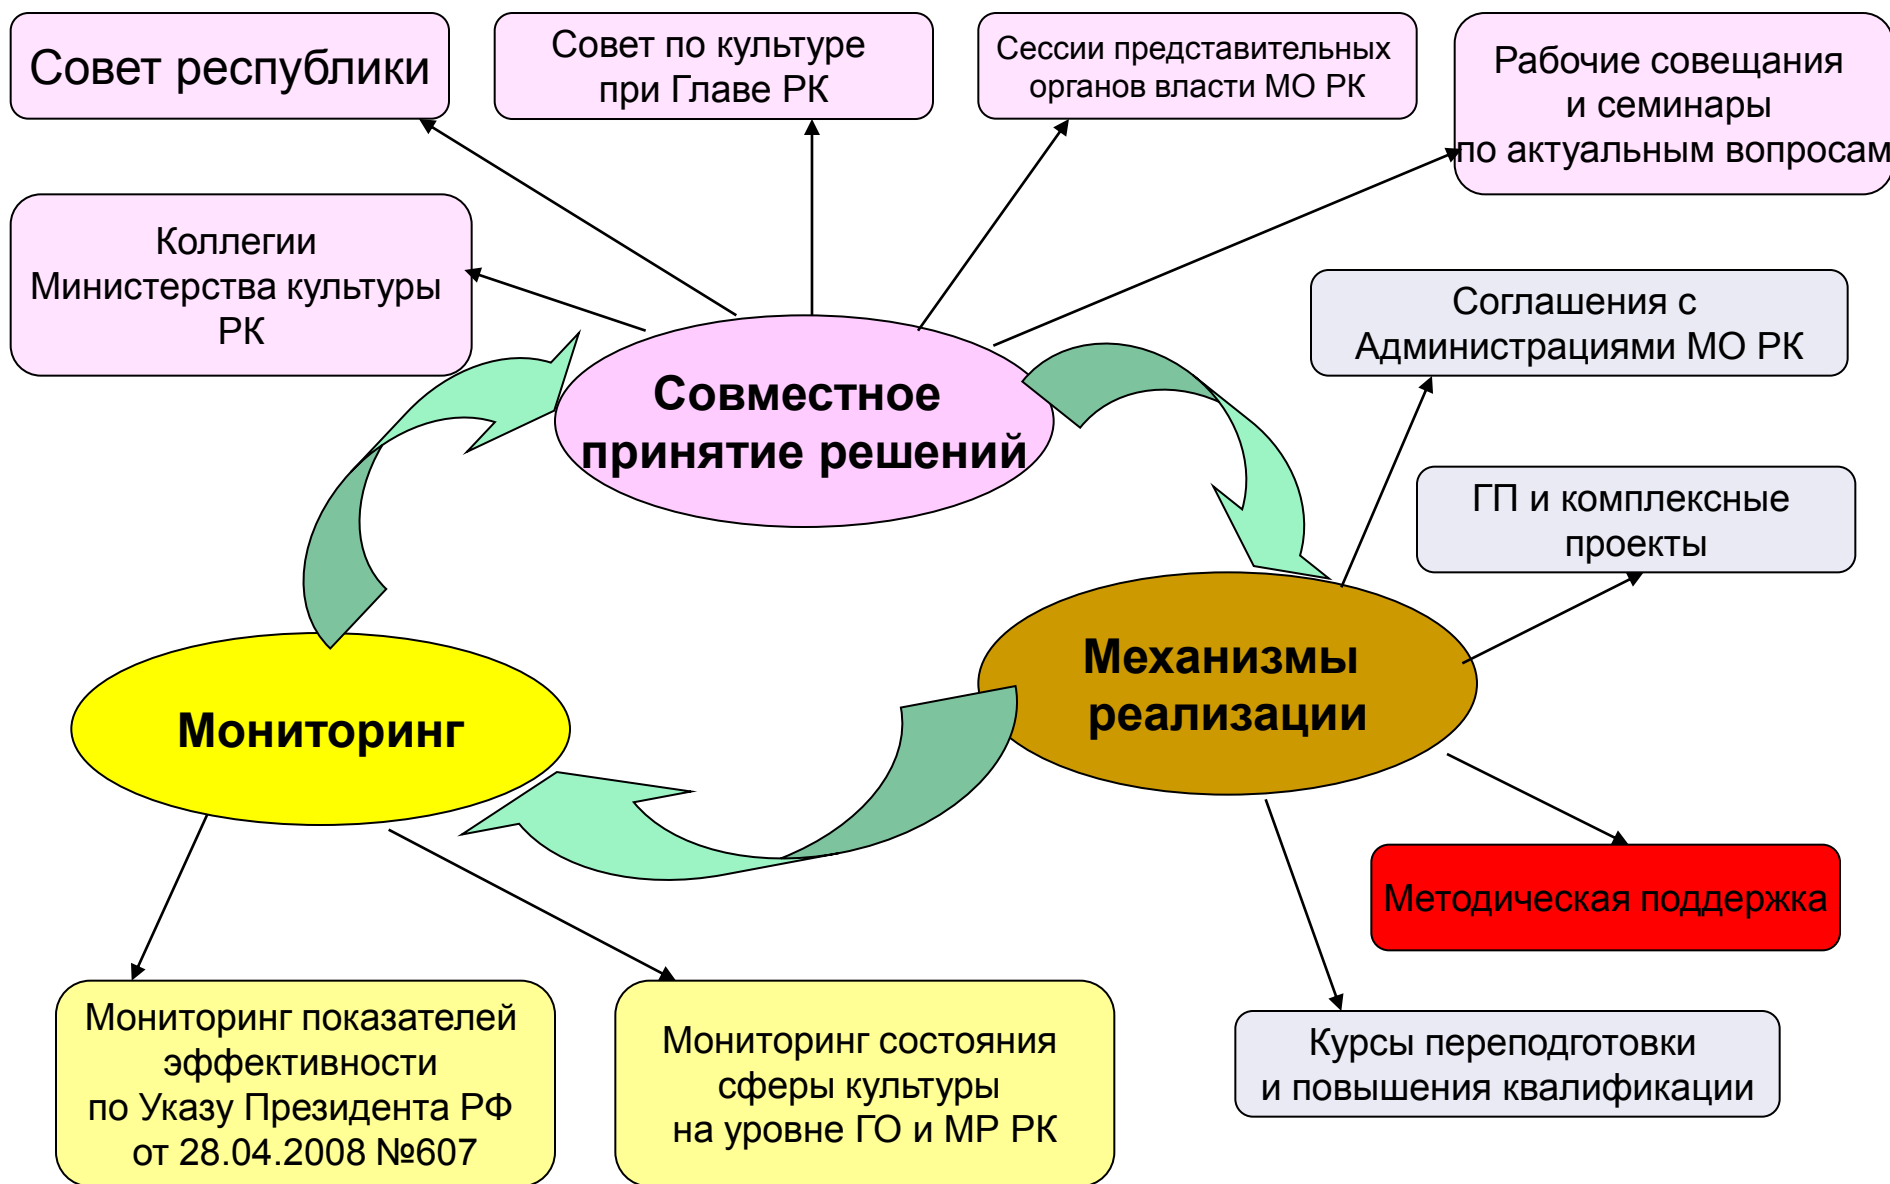 Совет республики
Совет по культуре
при Главе РК
Сессии представительных
органов власти МО РК
Рабочие совещания
и семинары
по актуальным вопросам
Коллегии
Министерства культуры
РК
Соглашения с
Администрациями МО РК
Совместное
принятие решений
ГП и комплексные
проекты
Механизмы
реализации
Мониторинг
Методическая поддержка
Мониторинг показателей
эффективности
по Указу Президента РФ
от 28.04.2008 №607
Мониторинг состояния
сферы культуры
на уровне ГО и МР РК
Курсы переподготовки
и повышения квалификации